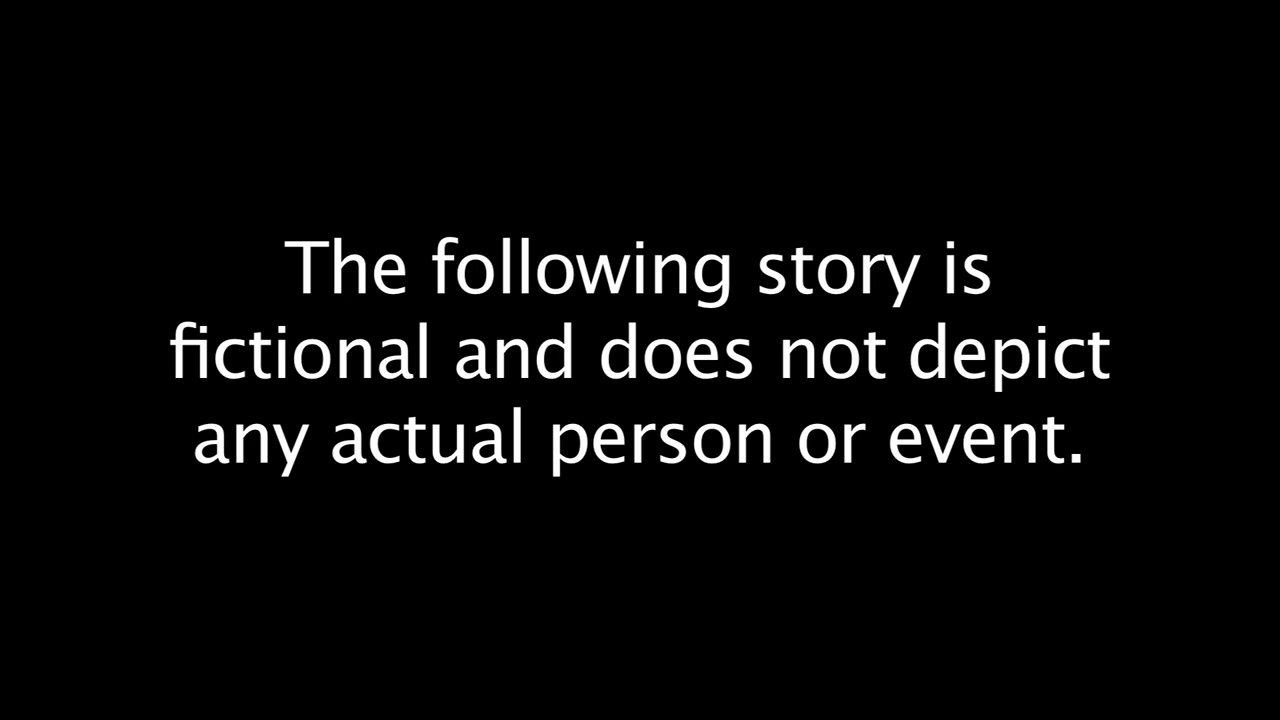 The following story is
fictional and does not depict
any actual person or event.